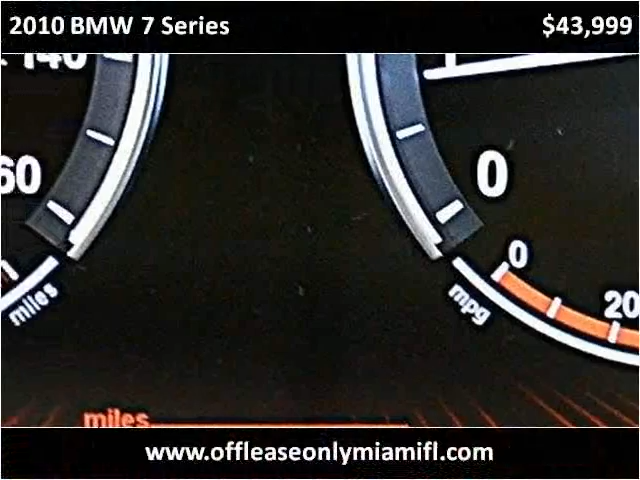 2010 BMW 7 Series $43,999
140
60 0
0
miles mpg 20
miles
www.offleaseonlymiamifl.com